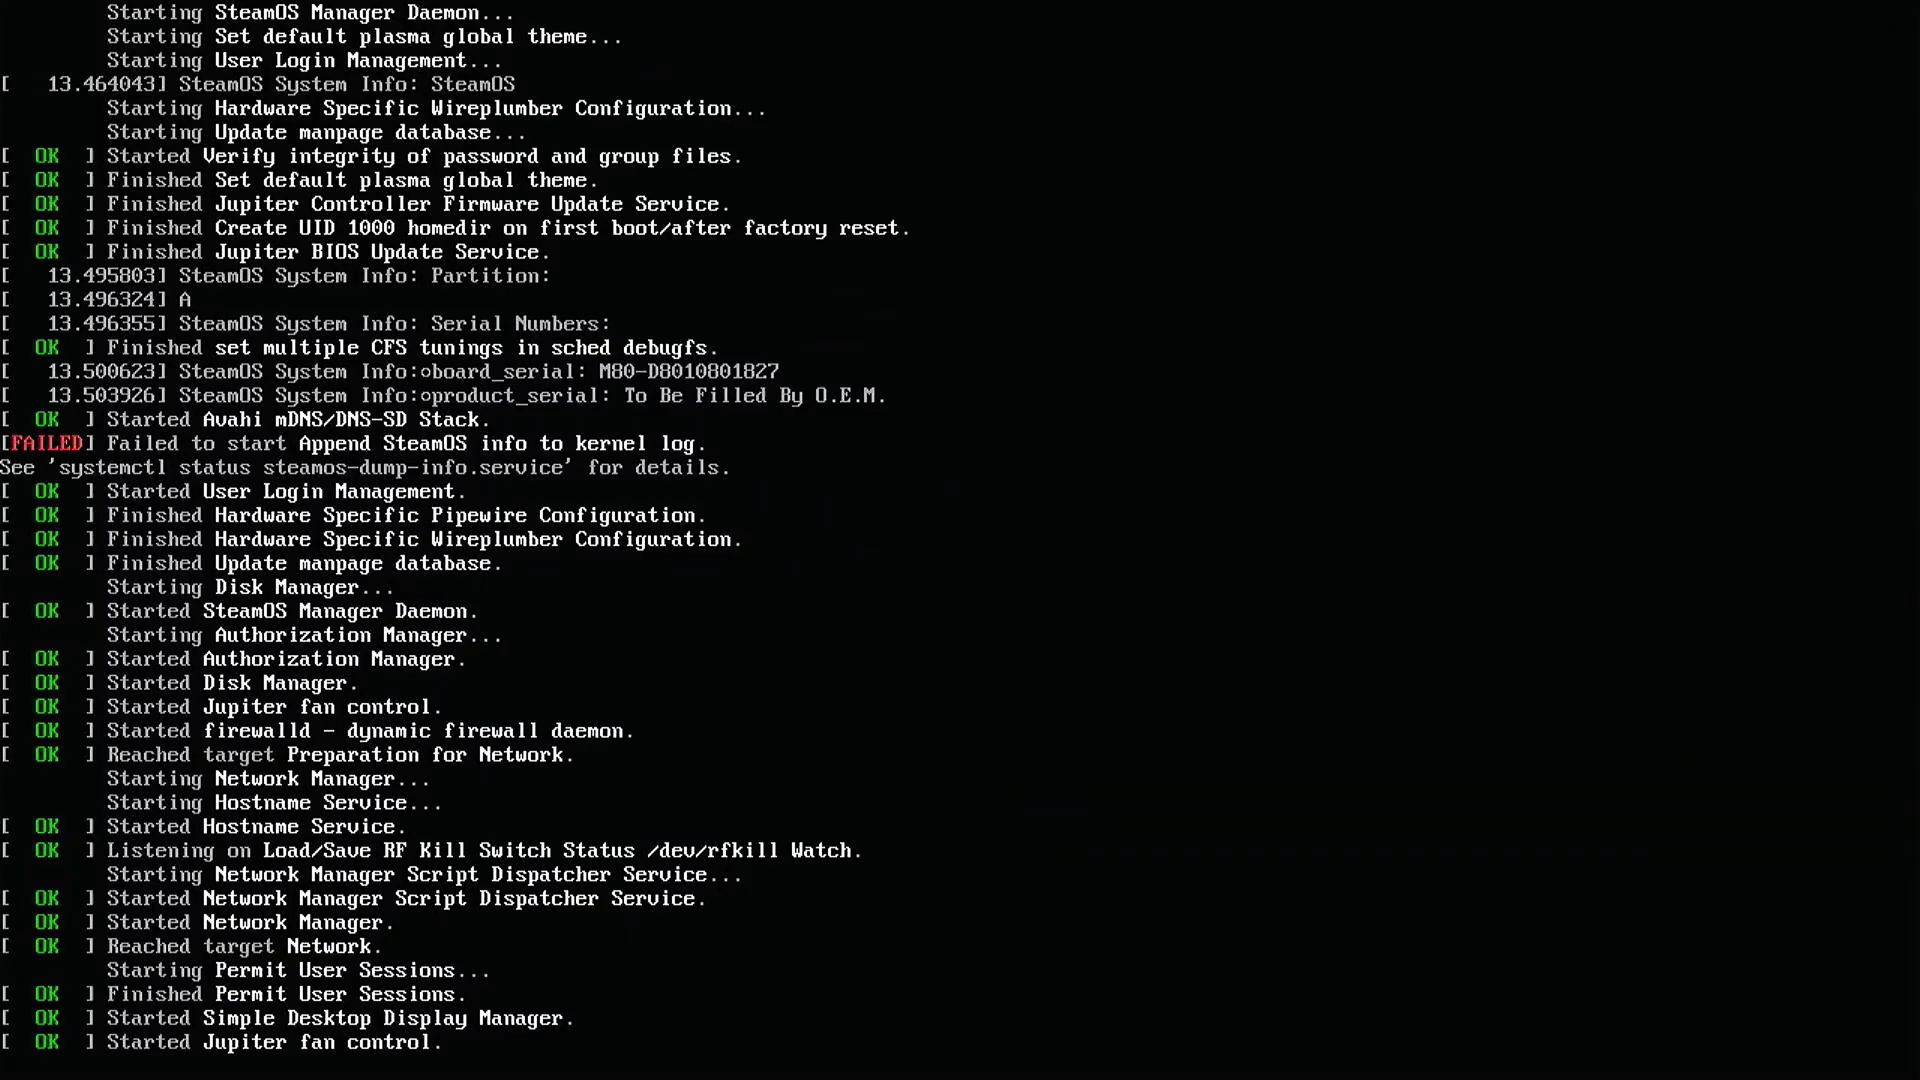 Starting SteamOS Manager Daemon...
Starting Set default plasma global theme...
Starting User Login Management...
[   13.464043] SteamOS System Info: SteamOS
Starting Hardware Specific Wireplumber Configuration...
Starting Update manpage database...
[  OK  ] Started Verify integrity of password and group files.
[  OK  ] Finished Set default plasma global theme.
[  OK  ] Finished Jupiter Controller Firmware Update Service.
[  OK  ] Finished Create UID 1000 homedir on first boot/after factory reset.
[  OK  ] Finished Jupiter BIOS Update Service.
[   13.495803] SteamOS System Info: Partition:
[   13.496324] A
[   13.496355] SteamOS System Info: Serial Numbers:
[  OK  ] Finished set multiple CFS tunings in sched debugfs.
[   13.500623] SteamOS System Info:○board_serial: M80-D8010801827
[   13.503926] SteamOS System Info:○product_serial: To Be Filled By O.E.M.
[  OK  ] Started Avahi mDNS/DNS-SD Stack.
[FAILED] Failed to start Append SteamOS info to kernel log.
See 'systemctl status steamos-dump-info.service' for details.
[  OK  ] Started User Login Management.
[  OK  ] Finished Hardware Specific Pipewire Configuration.
[  OK  ] Finished Hardware Specific Wireplumber Configuration.
[  OK  ] Finished Update manpage database.
Starting Disk Manager...
[  OK  ] Started SteamOS Manager Daemon.
Starting Authorization Manager...
[  OK  ] Started Authorization Manager.
[  OK  ] Started Disk Manager.
[  OK  ] Started Jupiter fan control.
[  OK  ] Started firewalld - dynamic firewall daemon.
[  OK  ] Reached target Preparation for Network.
Starting Network Manager...
Starting Hostname Service...
[  OK  ] Started Hostname Service.
[  OK  ] Listening on Load/Save RF Kill Switch Status /dev/rfkill Watch.
Starting Network Manager Script Dispatcher Service...
[  OK  ] Started Network Manager Script Dispatcher Service.
[  OK  ] Started Network Manager.
[  OK  ] Reached target Network.
Starting Permit User Sessions...
[  OK  ] Finished Permit User Sessions.
[  OK  ] Started Simple Desktop Display Manager.
[  OK  ] Started Jupiter fan control.